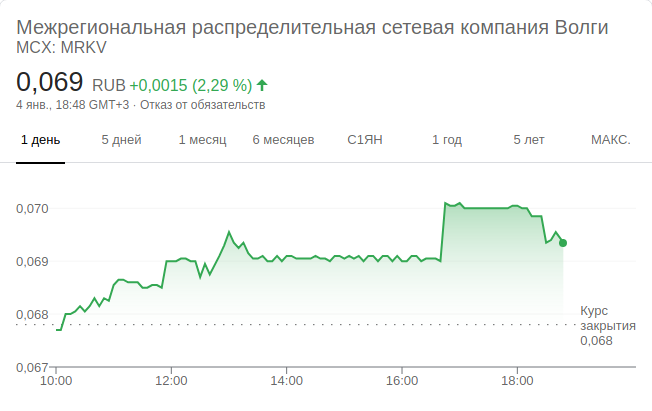 Межрегиональная распределительная сетевая компания Волги
MCX: MRKV
0,069 RUB +0,0015 (2,29 %)
4 янв., 18:48 GMT+3 · Отказ от обязательств
1 день 5 дней 1 месяц 6 месяцев С1ЯН 1 год 5 лет МАКС.
0,070
0,069
0,068
Курс
закрытия
0,068
0,067
10:00 12:00 14:00 16:00 18:00